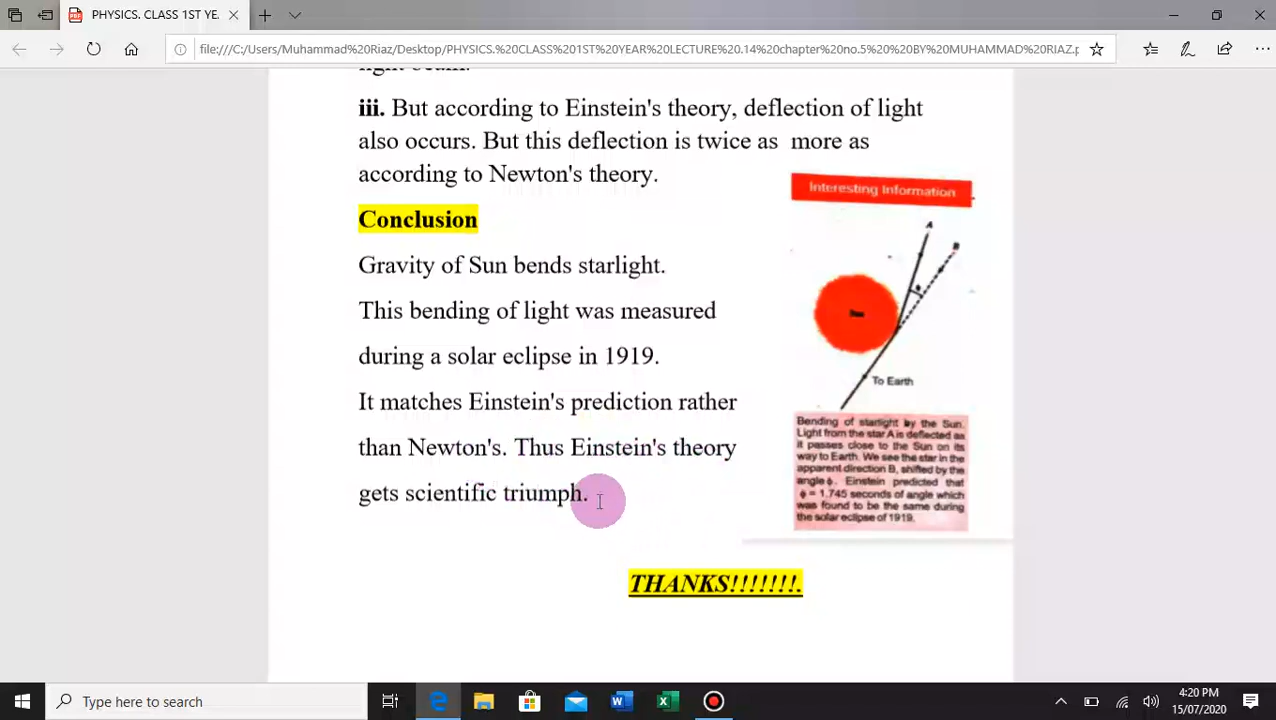 PDF PHYSICS. CLASS 1ST YE
file:///C:/Users/Muhammad%20Riaz/Desktop/PHYSICS.%20CLASS%201ST%20YEAR%20LECTURE%20.14%20chapter%20no.5%20%20BY%20MUHAMMAD%20RIAZ.p
light beam.
iii. But according to Einstein's theory, deflection of light
also occurs. But this deflection is twice as more as
according to Newton's theory.
Interesting Information
Conclusion
A
B
Gravity of Sun bends starlight.
ϕ
This bending of light was measured
Sun
during a solar eclipse in 1919.
To Earth
It matches Einstein's prediction rather
than Newton's. Thus Einstein's theory
gets scientific triumph.
Bending of starlight by the Sun.
Light from the star A is deflected as
it passes close to the Sun on its
way to Earth. We see the star in the
apparent direction B, shifted by the
angle ϕ. Einstein predicted that
ϕ = 1.745 seconds of angle which
was found to be the same during
the solar eclipse of 1919.
THANKS!!!!!!!.
Type here to search
4:20 PM
15/07/2020